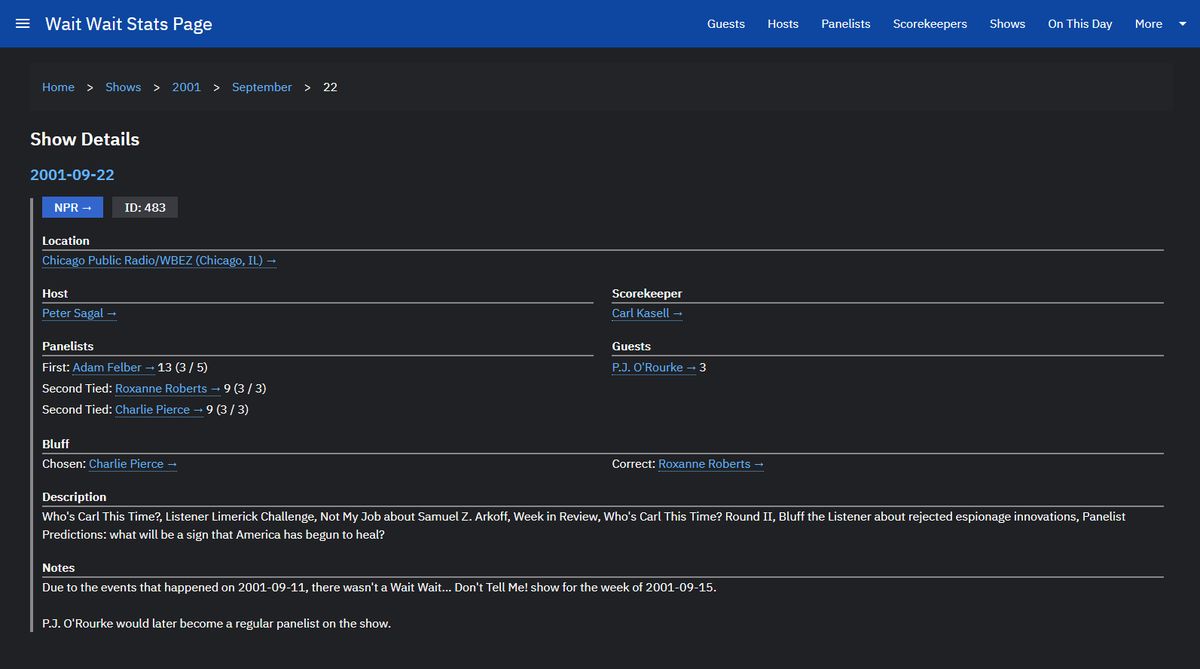 Wait Wait Stats Page
Guests Hosts Panelists Scorekeepers Shows On This Day More
Home > Shows > 2001 > September > 22
Show Details
2001-09-22
NPR → ID: 483
Location
Chicago Public Radio/WBEZ (Chicago, IL) →
Host
Peter Sagal →
Scorekeeper
Carl Kasell →
Panelists
First: Adam Felber → 13 (3 / 5)
Second Tied: Roxanne Roberts → 9 (3 / 3)
Second Tied: Charlie Pierce → 9 (3 / 3)
Guests
P.J. O'Rourke → 3
Bluff
Chosen: Charlie Pierce →
Correct: Roxanne Roberts →
Description
Who's Carl This Time?, Listener Limerick Challenge, Not My Job about Samuel Z. Arkoff, Week in Review, Who's Carl This Time? Round II, Bluff the Listener about rejected espionage innovations, Panelist
Predictions: what will be a sign that America has begun to heal?
Notes
Due to the events that happened on 2001-09-11, there wasn't a Wait Wait... Don't Tell Me! show for the week of 2001-09-15.
P.J. O'Rourke would later become a regular panelist on the show.